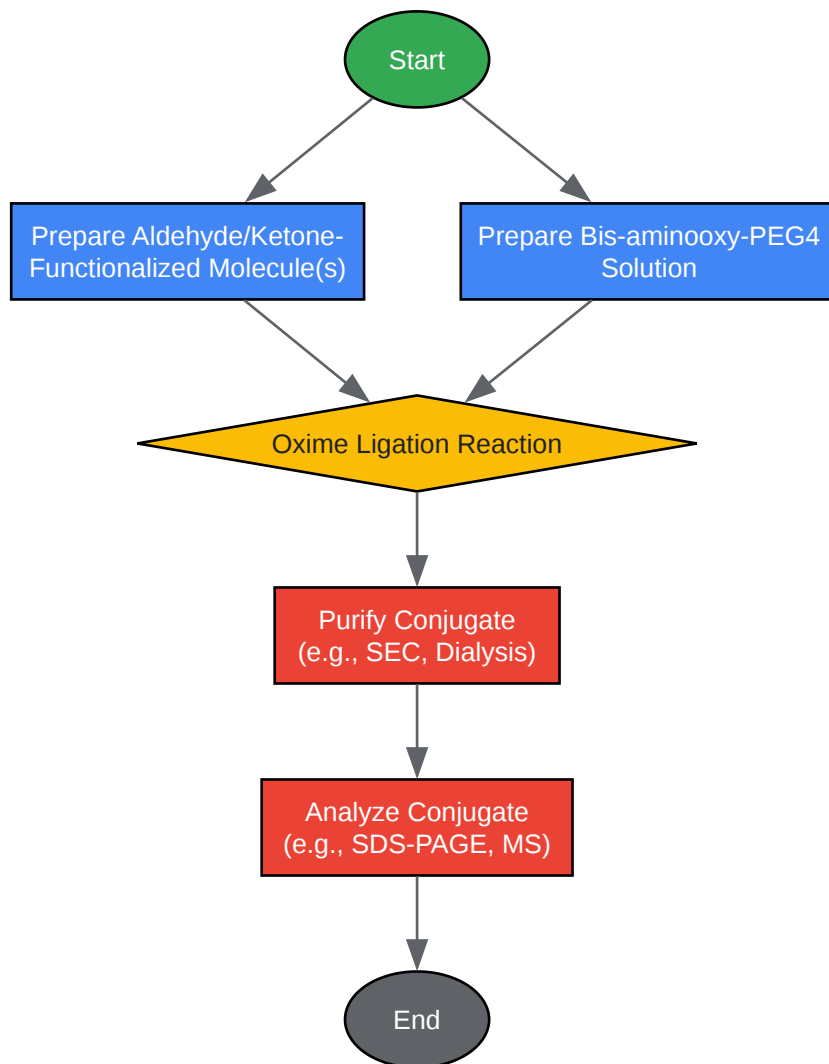 Start
Prepare Aldehyde/Ketone-
Functionalized Molecule(s)
Prepare Bis-aminooxy-PEG4
Solution
Oxime Ligation Reaction
Purify Conjugate
(e.g., SEC, Dialysis)
Analyze Conjugate
(e.g., SDS-PAGE, MS)
End